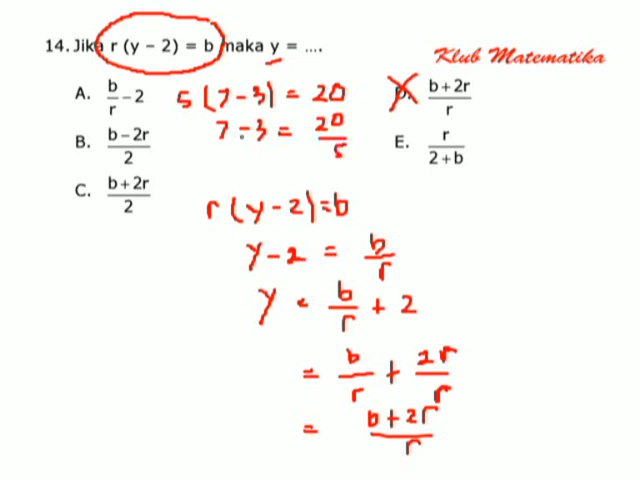 14. Jika r (y – 2) = b maka y = ....
Klub Matematika
A. b/r – 2
5 (7 - 3) = 20
D. b + 2r / r
7 - 3 = 20/5
B. b – 2r / 2
E. r / 2 + b
C. b + 2r / 2
r (y - 2) = b
y - 2 = b/r
y = b/r + 2
= b/r + 2r/r
= b + 2r / r